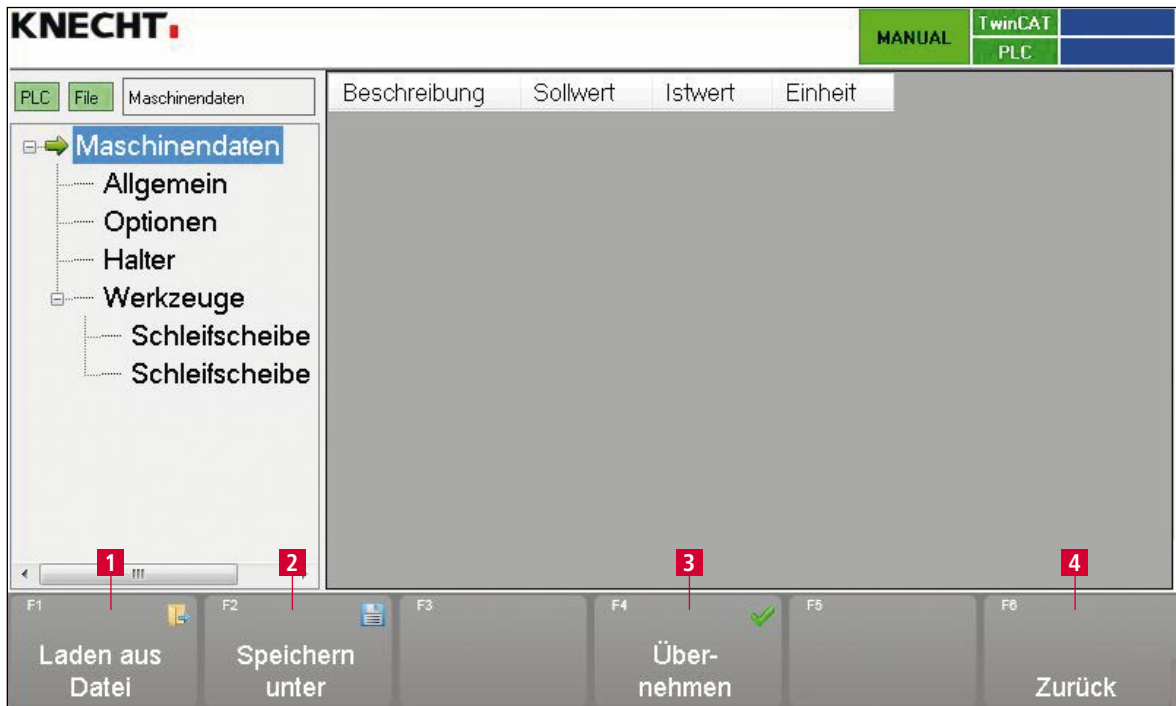 KNECHT
MANUAL
TwinCAT
PLC
PLC File Maschinendaten
Beschreibung Sollwert Istwert Einheit
Maschinendaten
Allgemein
Optionen
Halter
Werkzeuge
Schleifscheibe
Schleifscheibe
1 2 3 4
F1 F2 F3 F4 F5 F6
Laden aus
Datei
Speichern
unter
Über-
nehmen
Zurück